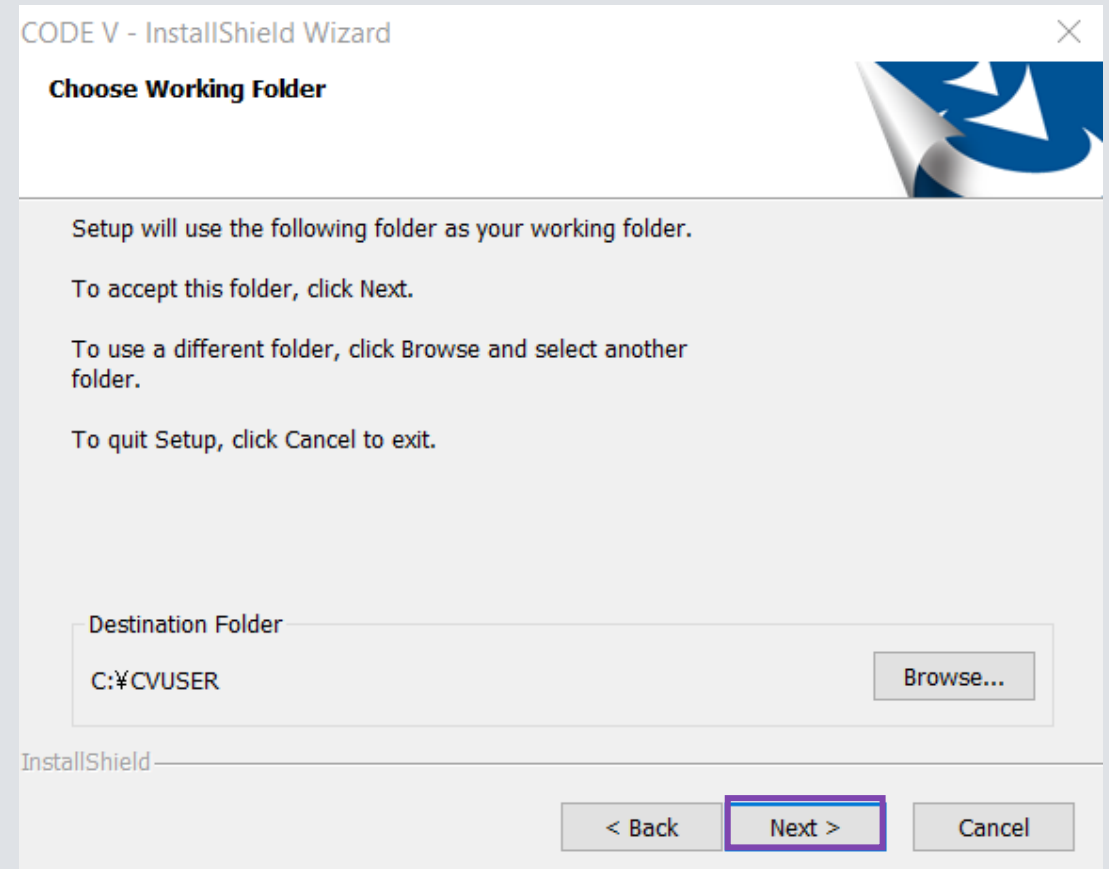 CODE V - InstallShield Wizard
Choose Working Folder
Setup will use the following folder as your working folder.
To accept this folder, click Next.
To use a different folder, click Browse and select another
folder.
To quit Setup, click Cancel to exit.
Destination Folder
C:¥CVUSER
Browse...
InstallShield
< Back
Next >
Cancel